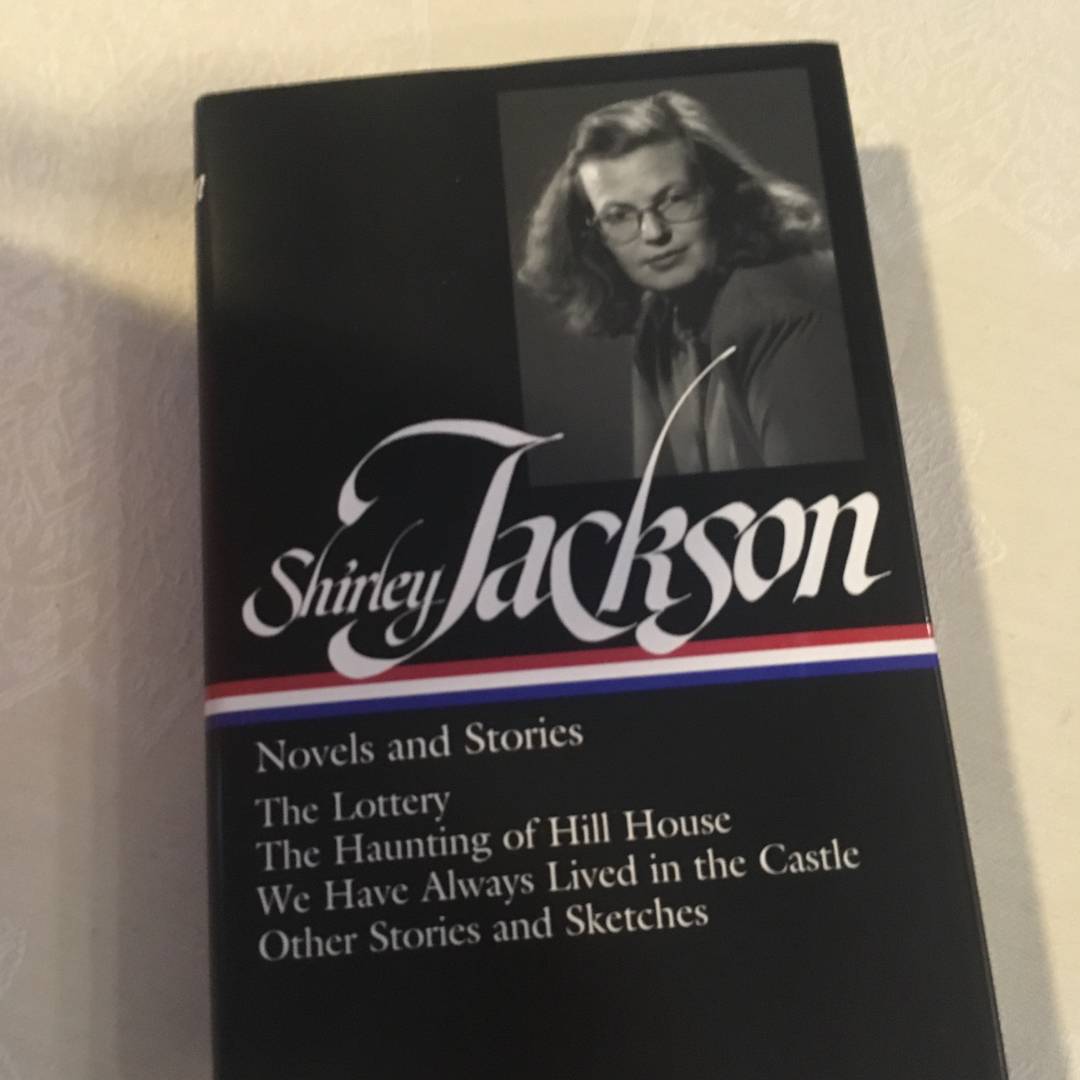 Shirley Jackson
Novels and Stories
The Lottery
The Haunting of Hill House
We Have Always Lived in the Castle
Other Stories and Sketches